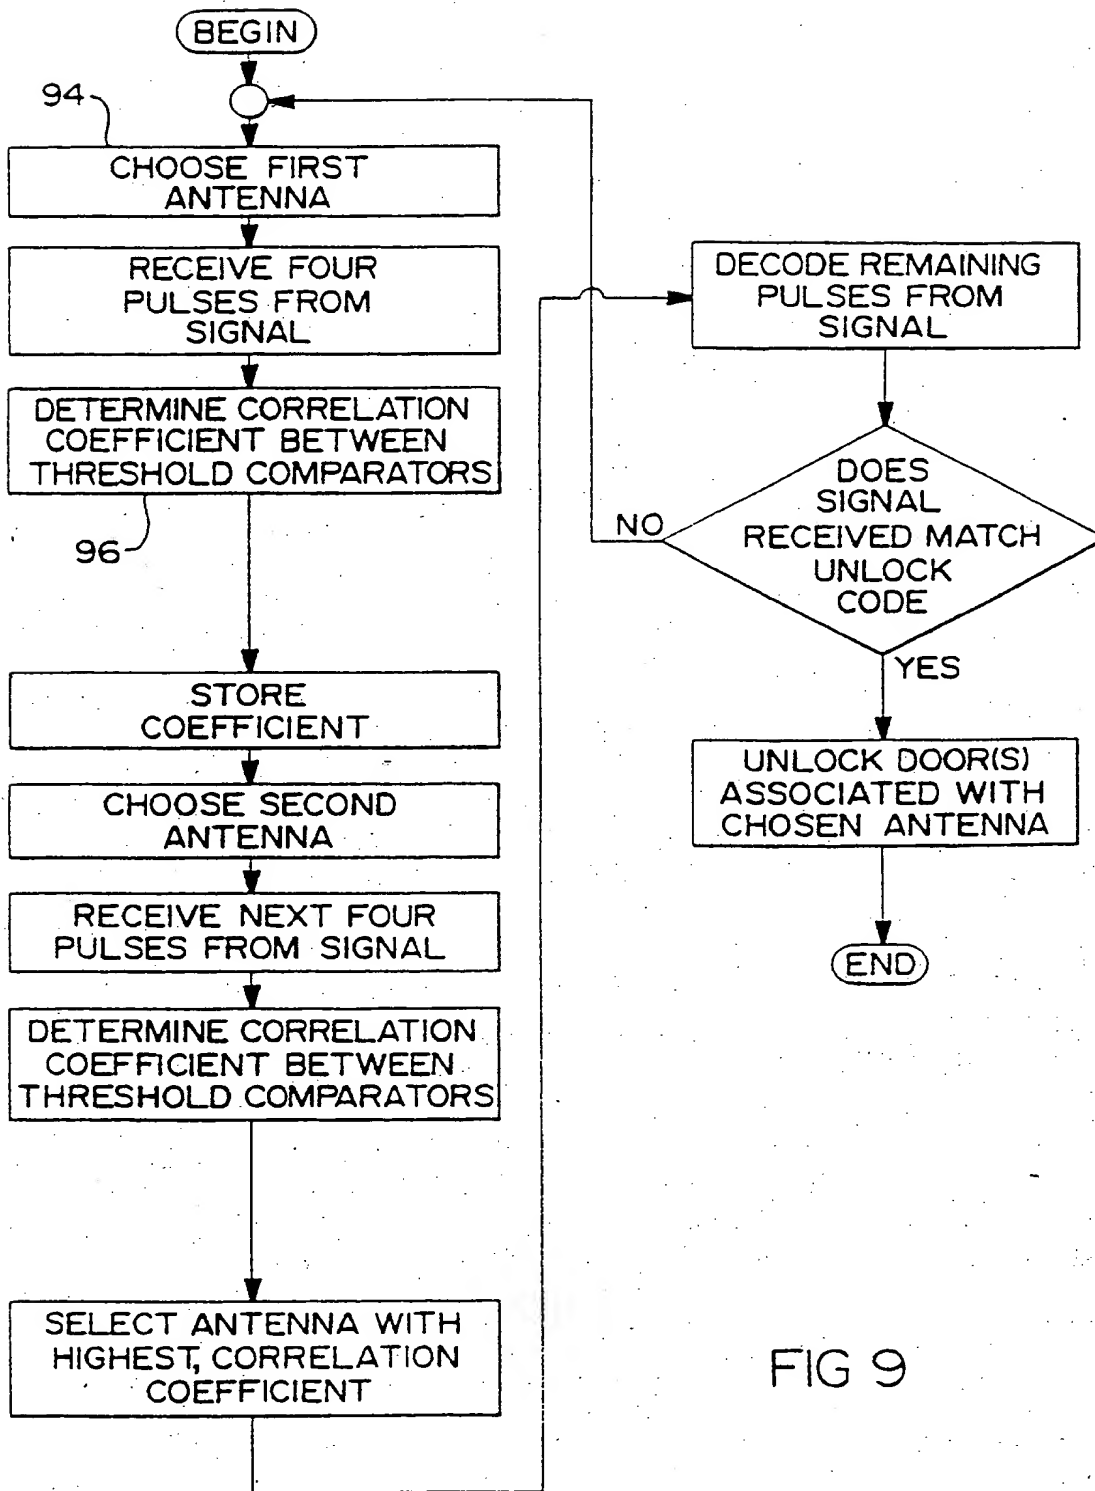 BEGIN
94
CHOOSE FIRST
ANTENNA
RECEIVE FOUR
PULSES FROM
SIGNAL
DETERMINE CORRELATION
COEFFICIENT BETWEEN
THRESHOLD COMPARATORS
96
STORE
COEFFICIENT
CHOOSE SECOND
ANTENNA
RECEIVE NEXT FOUR
PULSES FROM SIGNAL
DETERMINE CORRELATION
COEFFICIENT BETWEEN
THRESHOLD COMPARATORS
SELECT ANTENNA WITH
HIGHEST, CORRELATION
COEFFICIENT
DECODE REMAINING
PULSES FROM
SIGNAL
DOES
SIGNAL
RECEIVED MATCH
UNLOCK
CODE
NO
YES
UNLOCK DOOR(S)
ASSOCIATED WITH
CHOSEN ANTENNA
END
FIG 9